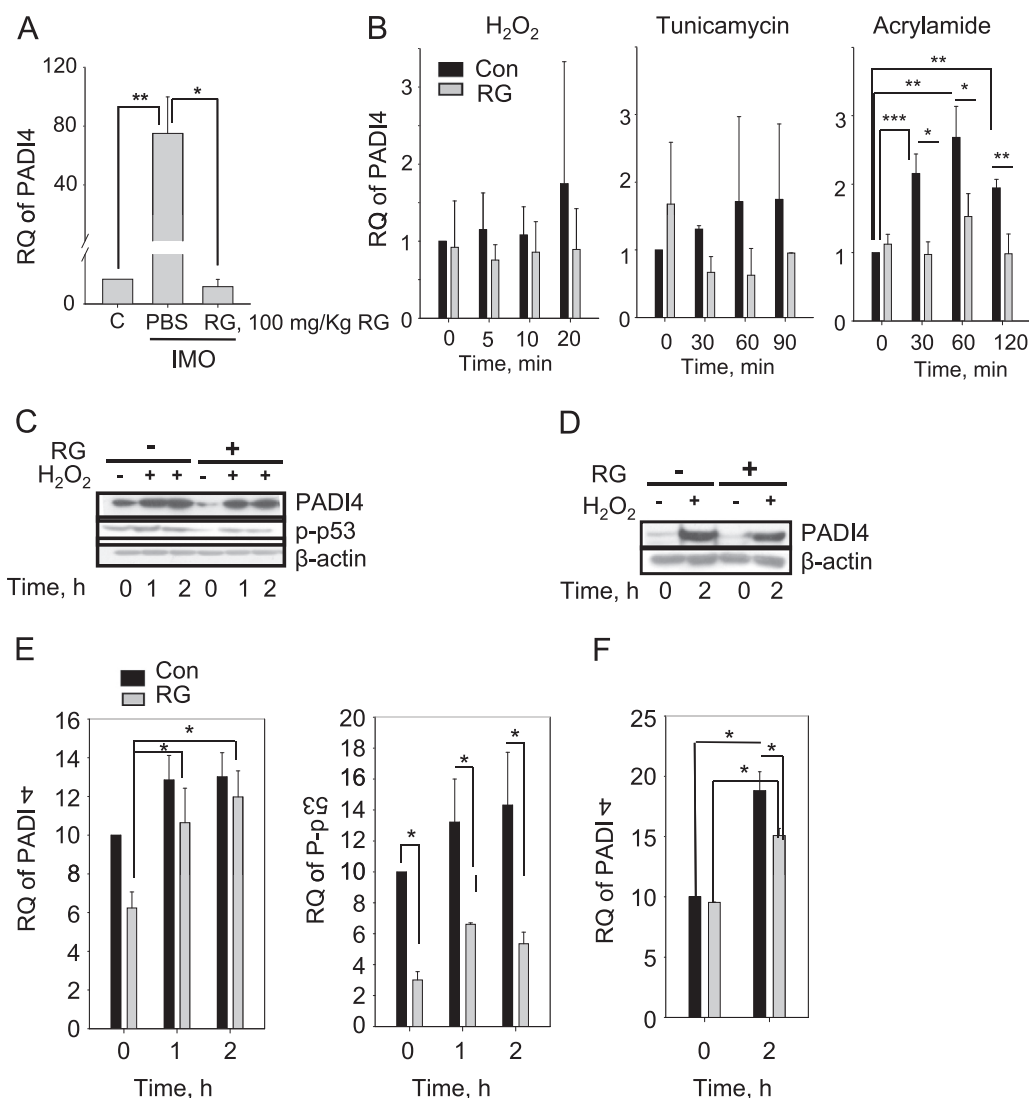 A
RQ of PADI4
120
80
40
0
**
*
C PBS RG, 100 mg/Kg RG
IMO
B
H2O2
RQ of PADI4
3
2
1
0
Con
RG
0 5 10 20
Time, min
Tunicamycin
4
3
2
1
0
0 30 60 90
Time, min
Acrylamide
3
2
1
0
**
**
*
***
*
**
0 30 60 120
Time, min
C
RG - +
H2O2 - + + - + +
PADI4
p-p53
β-actin
Time, h 0 1 2 0 1 2
D
RG - +
H2O2 - + +
PADI4
β-actin
Time, h 0 2 0 2
E
Con
RG
RQ of PADI4
16
14
12
10
8
6
4
2
0
*
*
0 1 2
Time, h
RQ of P-p53
20
18
16
14
12
10
8
6
4
2
0
*
*
*
0 1 2
Time, h
F
RQ of PADI4
25
20
15
10
5
0
*
*
*
0 2
Time, h